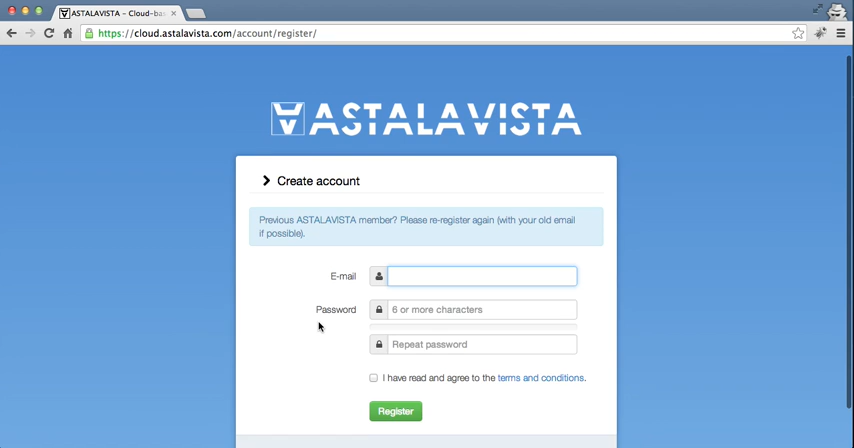 ASTALAVISTA – Cloud-bas
https://cloud.astalavista.com/account/register/
ASTALAVISTA
Create account
Previous ASTALAVISTA member? Please re-register again (with your old email
if possible).
E-mail
Password
6 or more characters
Repeat password
I have read and agree to the terms and conditions.
Register